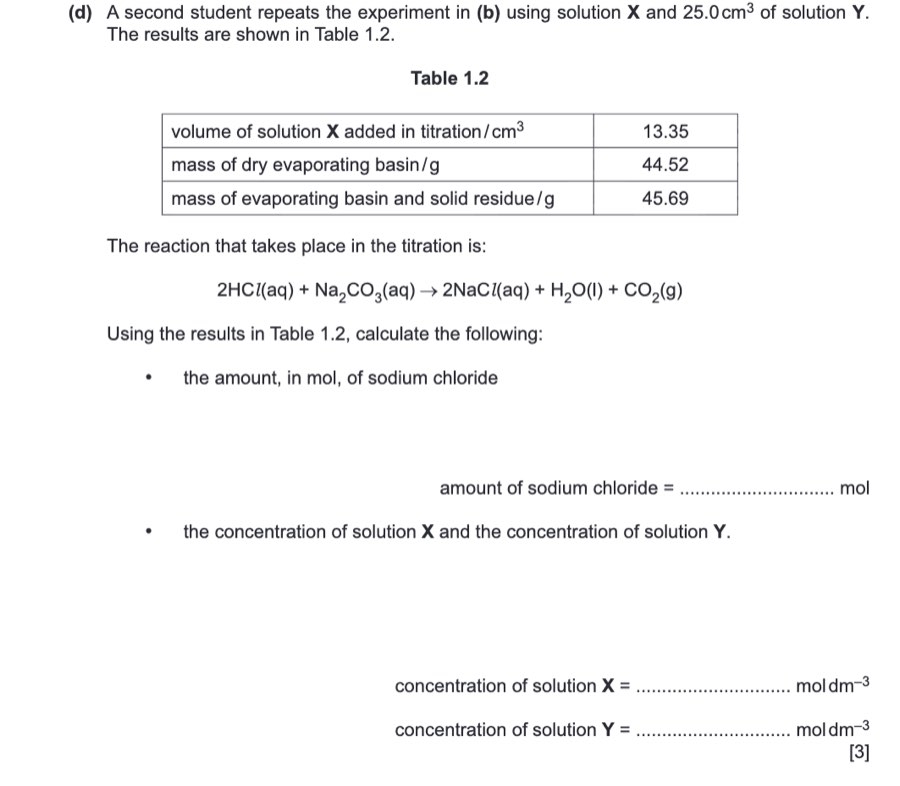 (d) A second student repeats the experiment in (b) using solution X and 25.0 cm³ of solution Y.
The results are shown in Table 1.2.
Table 1.2
volume of solution X added in titration / cm³ 13.35
mass of dry evaporating basin / g 44.52
mass of evaporating basin and solid residue / g 45.69
The reaction that takes place in the titration is:
2HCl(aq) + Na₂CO₃(aq) → 2NaCl(aq) + H₂O(l) + CO₂(g)
Using the results in Table 1.2, calculate the following:
• the amount, in mol, of sodium chloride
amount of sodium chloride = .............................. mol
• the concentration of solution X and the concentration of solution Y.
concentration of solution X = .............................. mol dm⁻³
concentration of solution Y = .............................. mol dm⁻³
[3]